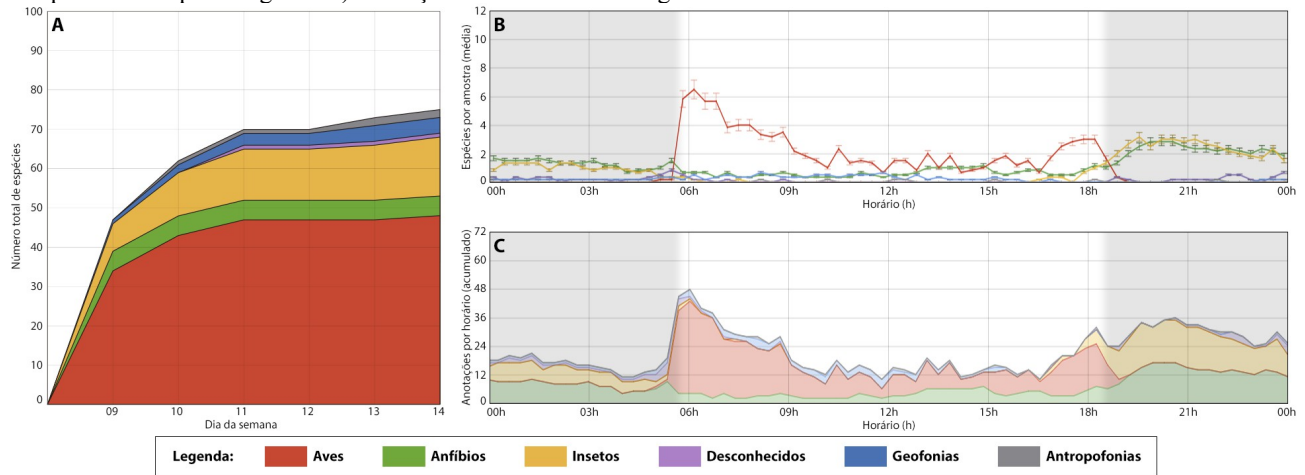 A
Número total de espécies
100
90
80
70
60
50
40
30
20
10
0
09
10
11
12
13
14
Dia da semana
B
Espécies por amostra (média)
12
10
8
6
4
2
0
00h
03h
06h
09h
12h
15h
18h
21h
00h
Horário (h)
C
Anotações por horário (acumulado)
72
60
48
36
24
12
0
00h
03h
06h
09h
12h
15h
18h
21h
00h
Horário (h)
Legenda: Aves Anfíbios Insetos Desconhecidos Geofonias Antropofonias